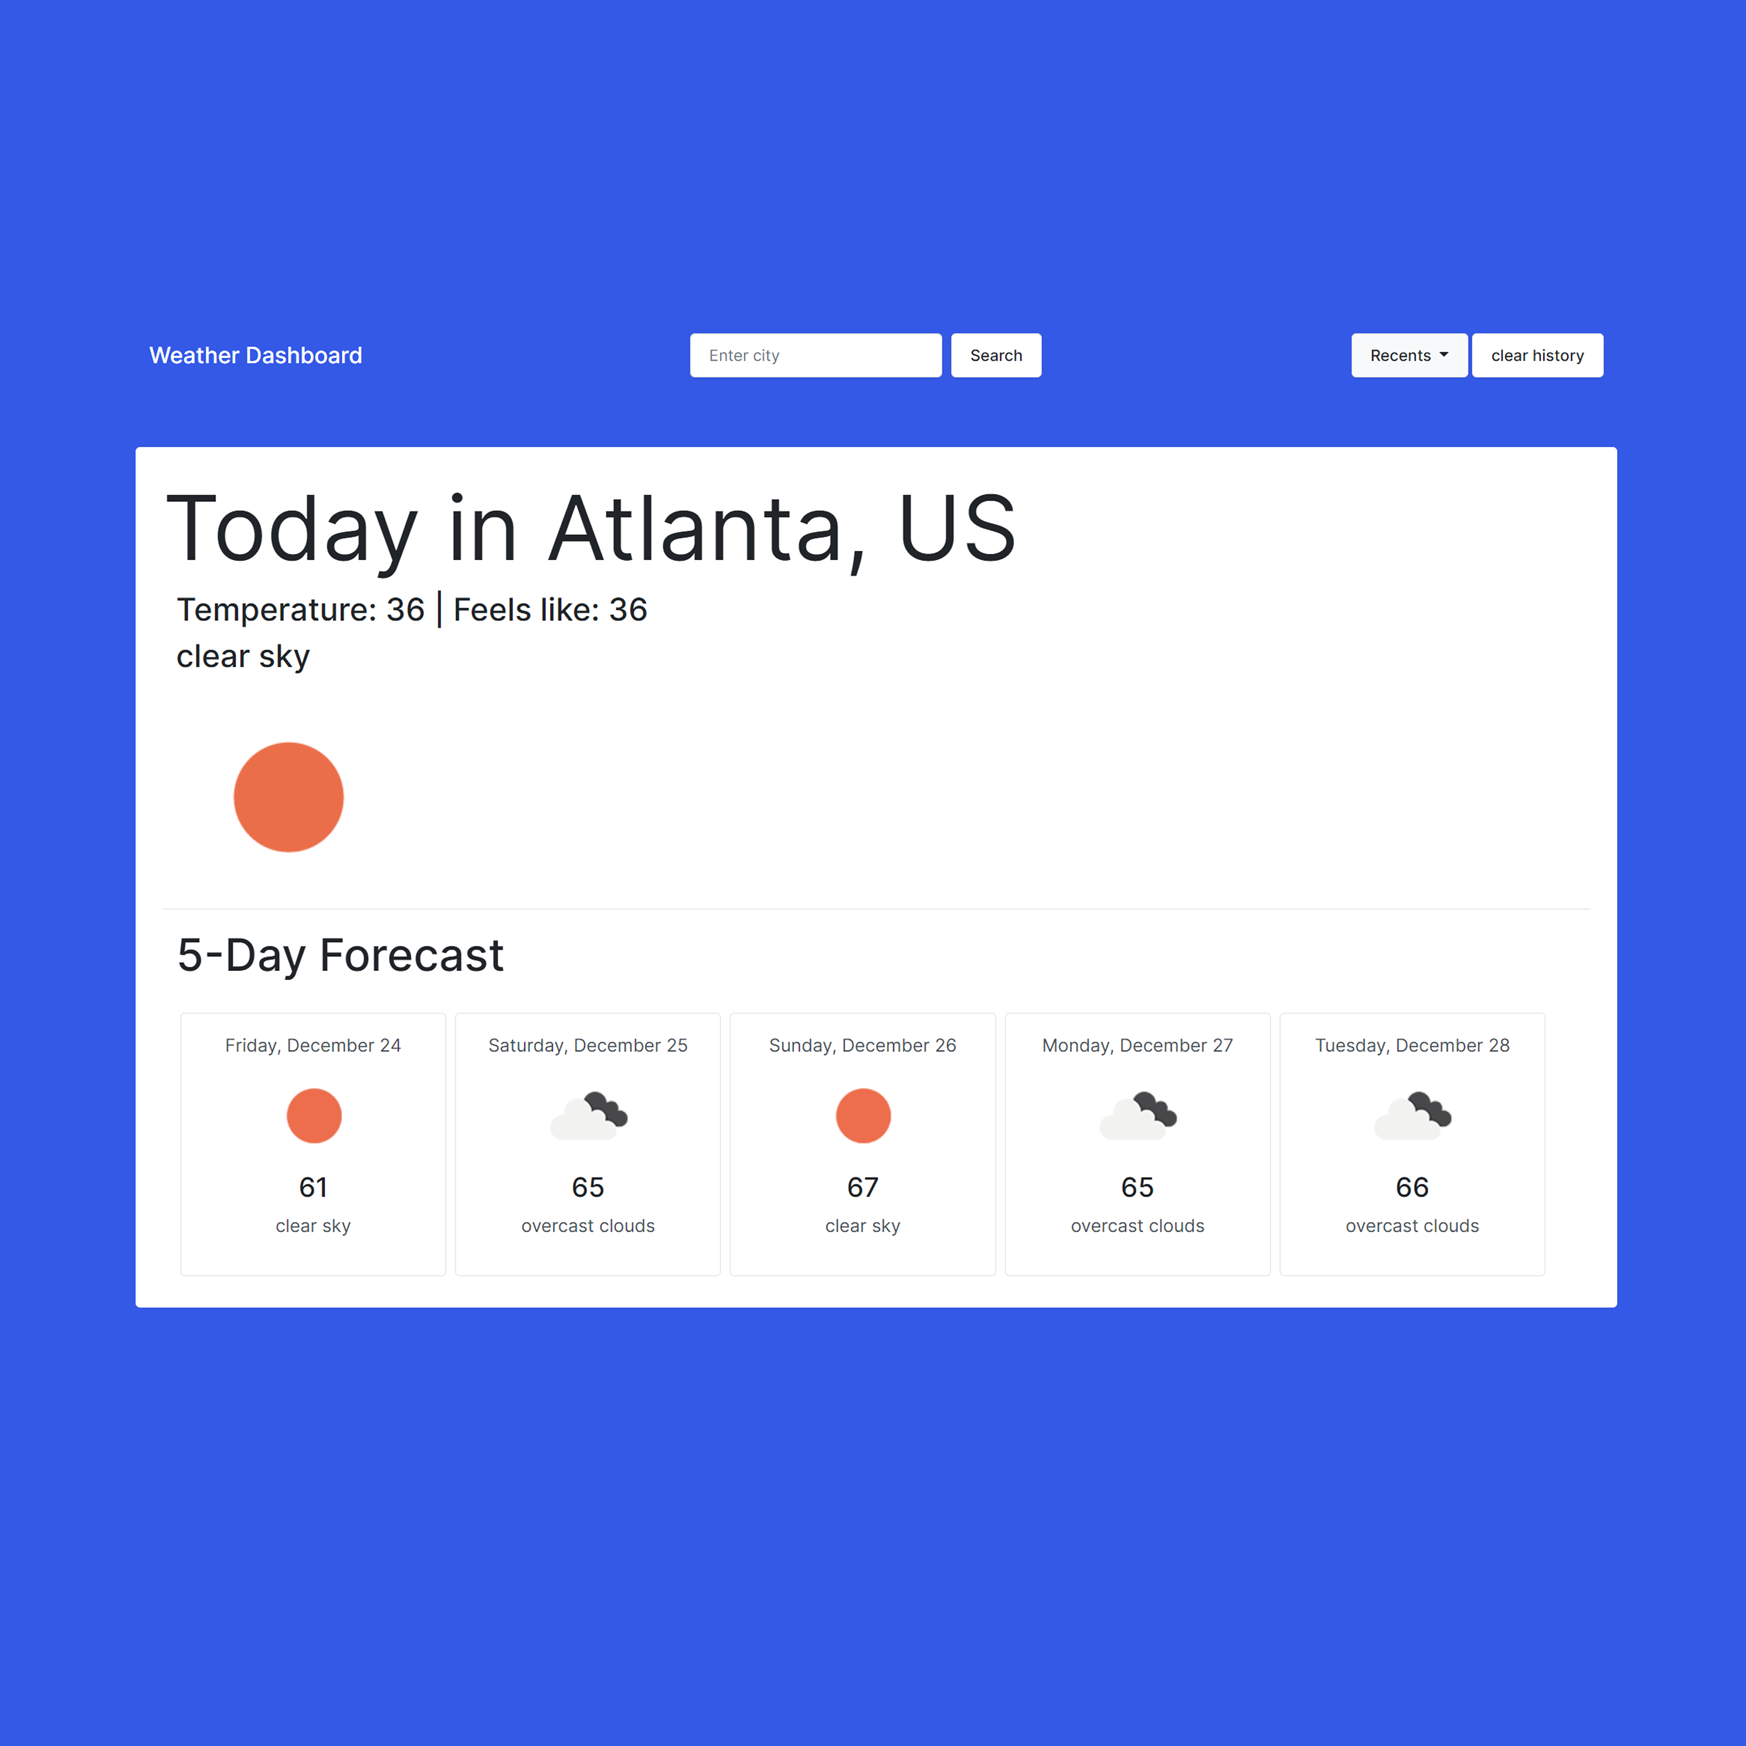 Weather Dashboard
Enter city
Search
Recents
clear history
Today in Atlanta, US
Temperature: 36 | Feels like: 36
clear sky
5-Day Forecast
Friday, December 24
61
clear sky
Saturday, December 25
65
overcast clouds
Sunday, December 26
67
clear sky
Monday, December 27
65
overcast clouds
Tuesday, December 28
66
overcast clouds